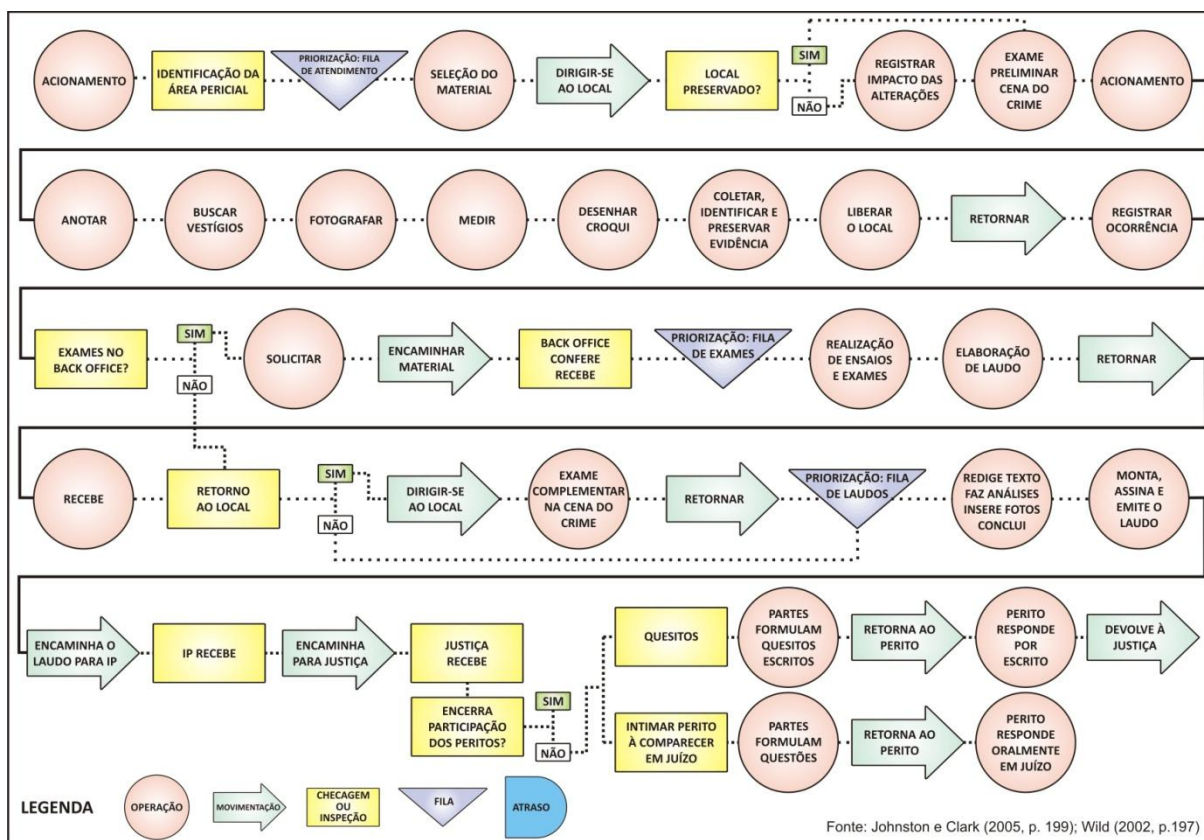 ACIONAMENTO
IDENTIFICAÇÃO DA
ÁREA PERICIAL
PRIORIZAÇÃO: FILA
DE ATENDIMENTO
SELEÇÃO DO
MATERIAL
DIRIGIR-SE
AO LOCAL
LOCAL
PRESERVADO?
SIM
NÃO
REGISTRAR
IMPACTO DAS
ALTERAÇÕES
EXAME
PRELIMINAR
CENA DO
CRIME
ACIONAMENTO
ANOTAR
BUSCAR
VESTÍGIOS
FOTOGRAFAR
MEDIR
DESENHAR
CROQUI
COLETAR,
IDENTIFICAR E
PRESERVAR
EVIDÊNCIA
LIBERAR
O LOCAL
RETORNAR
REGISTRAR
OCORRÊNCIA
EXAMES NO
BACK OFFICE?
SIM
NÃO
SOLICITAR
ENCAMINHAR
MATERIAL
BACK OFFICE
CONFERE
RECEBE
PRIORIZAÇÃO: FILA
DE EXAMES
REALIZAÇÃO
DE ENSAIOS
E EXAMES
ELABORAÇÃO
DE LAUDO
RETORNAR
RECEBE
RETORNO
AO LOCAL
SIM
NÃO
DIRIGIR-SE
AO LOCAL
EXAME
COMPLEMENTAR
NA CENA DO
CRIME
RETORNAR
PRIORIZAÇÃO: FILA
DE LAUDOS
REDIGE TEXTO
FAZ ANÁLISES
INSERE FOTOS
CONCLUI
MONTA,
ASSINA E
EMITE O
LAUDO
ENCAMINHA O
LAUDO PARA IP
IP RECEBE
ENCAMINHA
PARA JUSTIÇA
JUSTIÇA
RECEBE
ENCERRA
PARTICIPAÇÃO
DOS PERITOS?
SIM
NÃO
QUESITOS
PARTES
FORMULAM
QUESITOS
ESCRITOS
RETORNA AO
PERITO
PERITO
RESPONDE
POR
ESCRITO
DEVOLVE À
JUSTIÇA
INTIMAR PERITO
À COMPARECER
EM JUÍZO
PARTES
FORMULAM
QUESTÕES
RETORNA AO
PERITO
PERITO
RESPONDE
ORALMENTE
EM JUÍZO
LEGENDA
OPERAÇÃO
MOVIMENTAÇÃO
CHECAGEM
OU
INSPEÇÃO
FILA
ATRASO
Fonte: Johnston e Clark (2005, p. 199); Wild (2002, p.197)